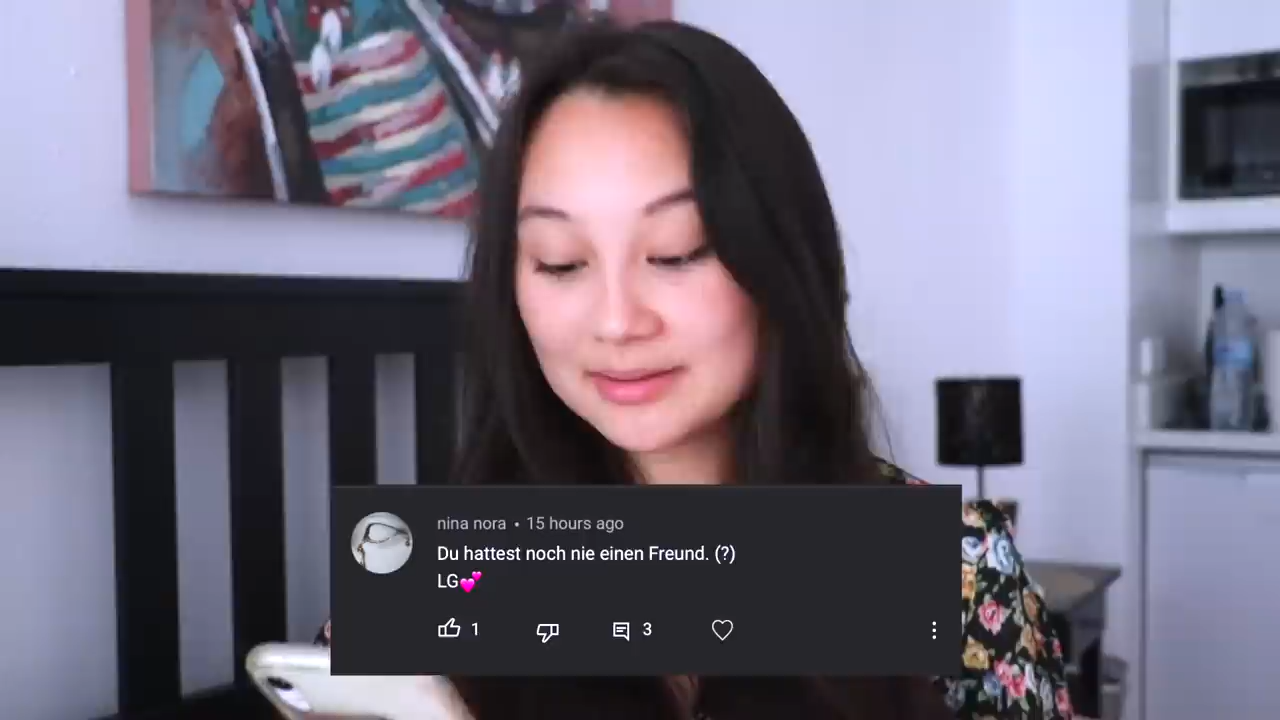 nina nora • 15 hours ago
Du hattest noch nie einen Freund. (?)
LG💕
1 3